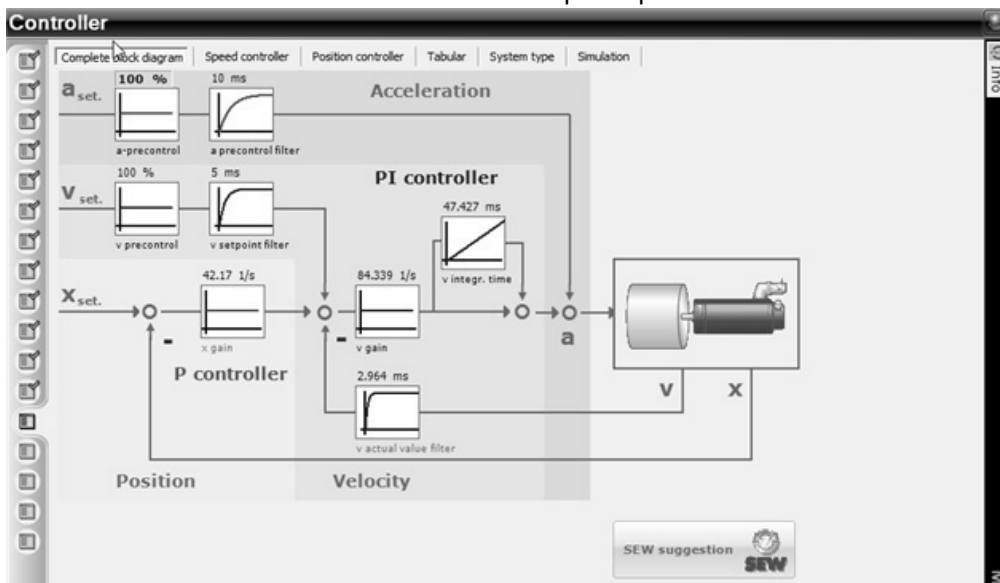 Controller
Info
Complete block diagram
Speed controller
Position controller
Tabular
System type
Simulation
a set.
100 %
10 ms
Acceleration
a-precontrol
a precontrol filter
V set.
100 %
5 ms
PI controller
47.427 ms
v precontrol
v setpoint filter
v integr. time
X set.
42.17 1/s
84.339 1/s
-
-
a
x gain
v gain
P controller
2.964 ms
V
X
v actual value filter
Position
Velocity
SEW suggestion
SEW